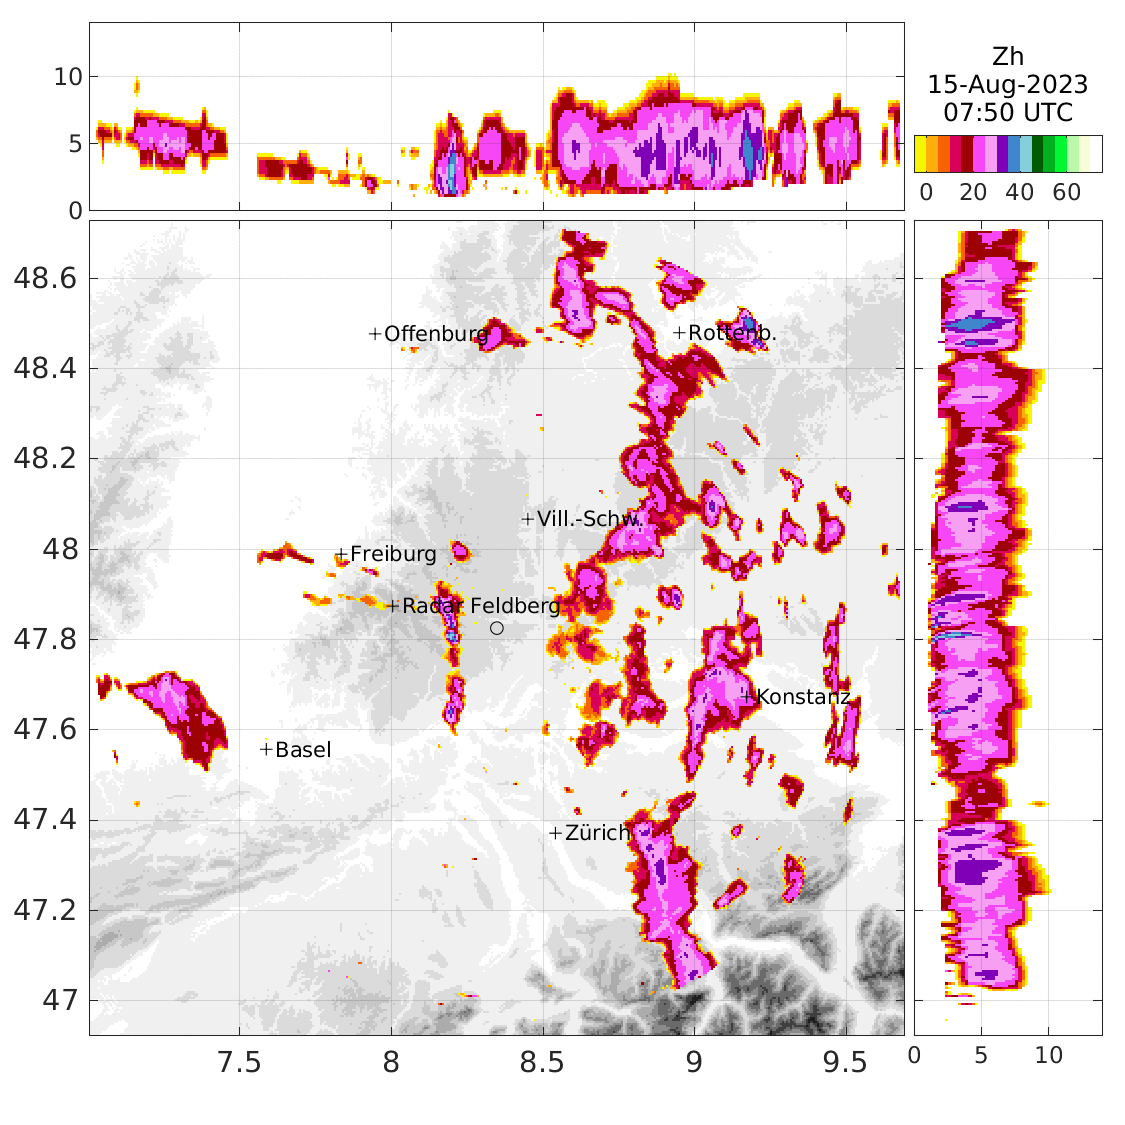 10
5
0
Zh
15-Aug-2023
07:50 UTC
0 20 40 60
48.6
48.4
48.2
48
47.8
47.6
47.4
47.2
47
+Offenburg
+Rottenb.
+Vill.-Schw.
+Freiburg
+Radar Feldberg
+Konstanz
+Basel
+Zürich
7.5 8 8.5 9 9.5
0 5 10